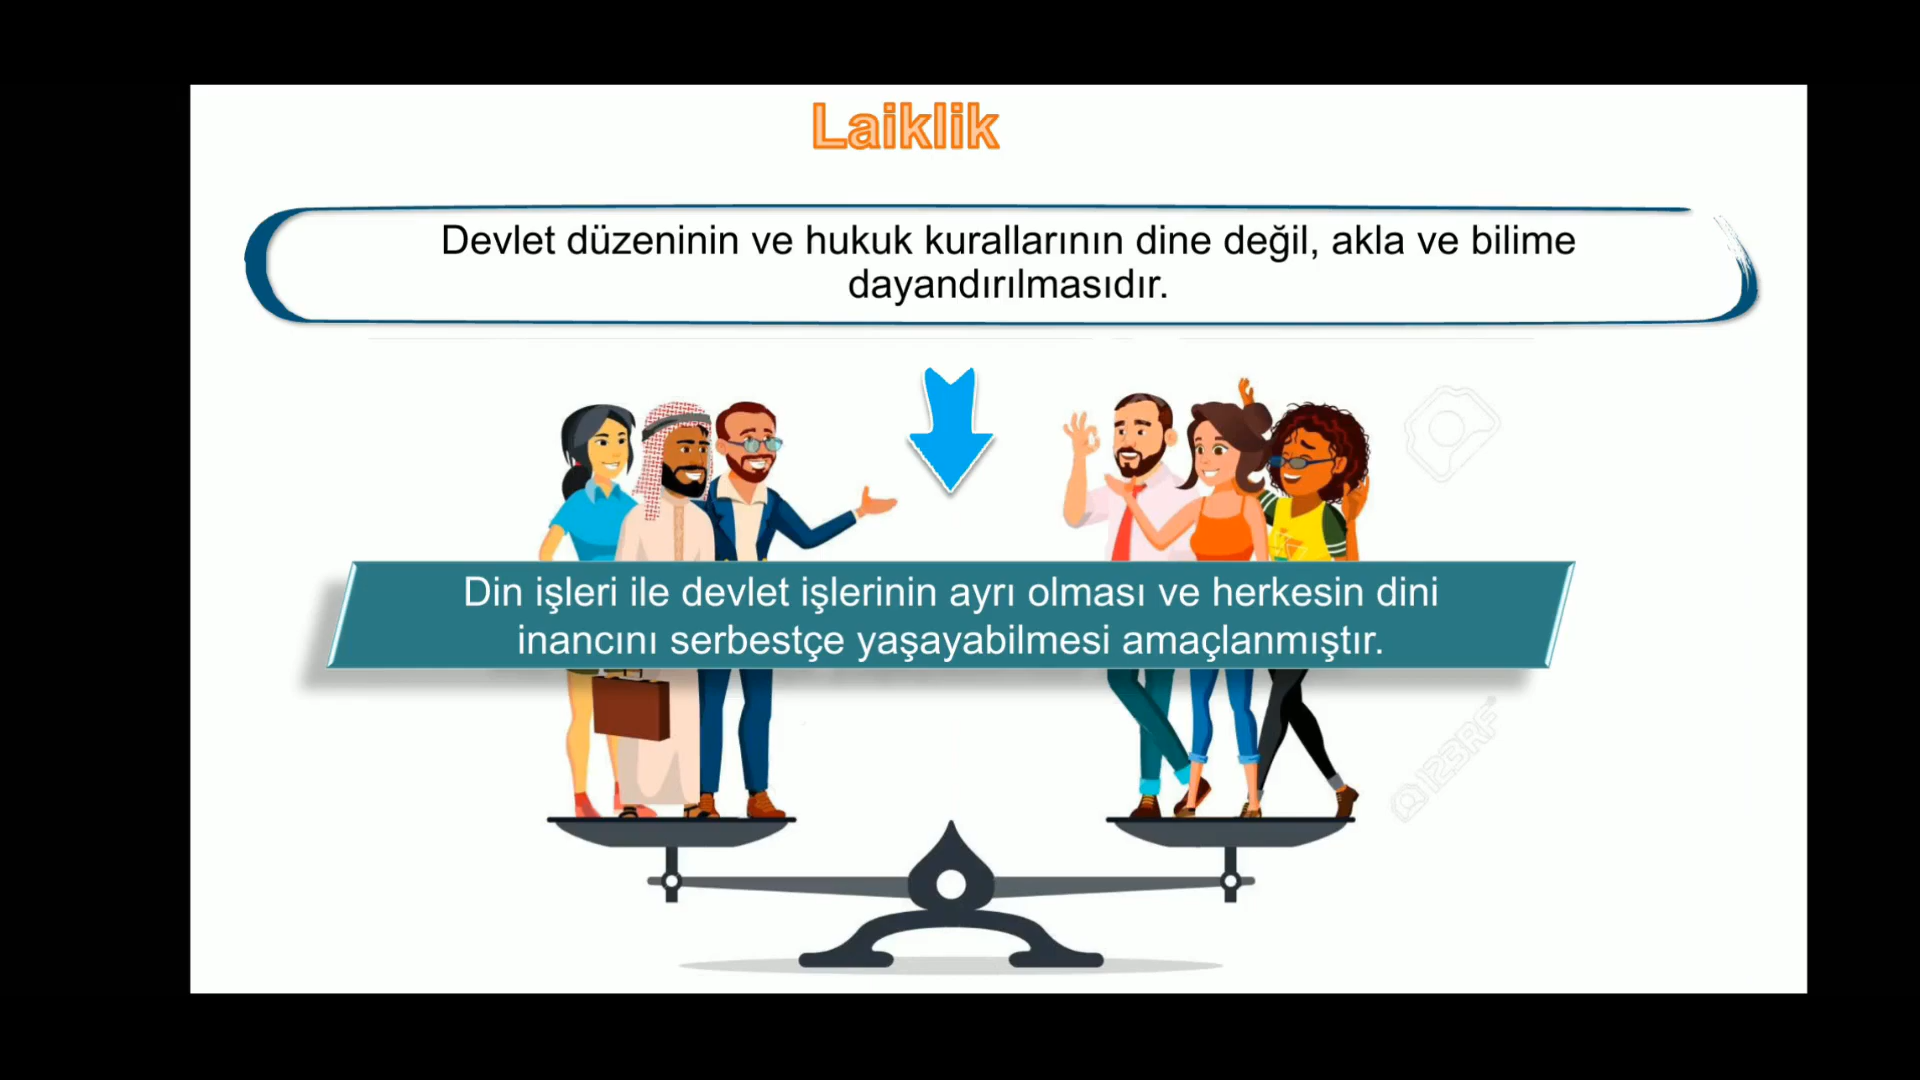 Laiklik
Devlet düzeninin ve hukuk kurallarının dine değil, akla ve bilime
dayandırılmasıdır.
Din işleri ile devlet işlerinin ayrı olması ve herkesin dini
inancını serbestçe yaşayabilmesi amaçlanmıştır.
123RF